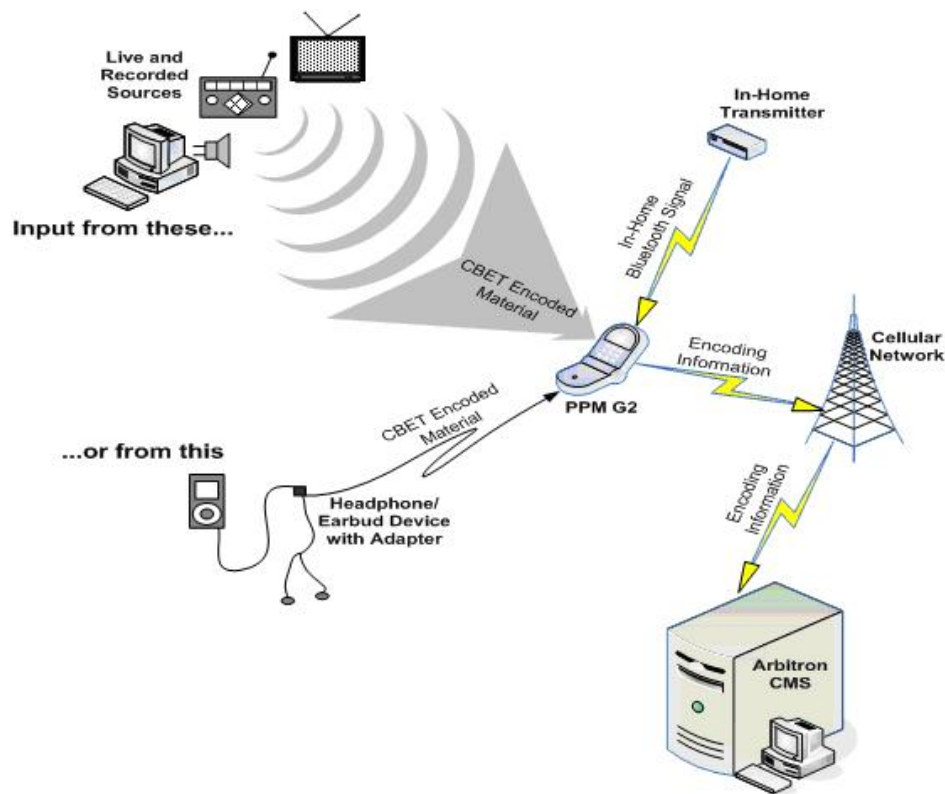 Live and
Recorded
Sources
Input from these...
In-Home
Transmitter
In-Home
Bluetooth Signal
CBET Encoded
Material
PPM G2
Encoding
Information
Cellular
Network
...or from this
CBET Encoded
Material
Headphone/
Earbud Device
with Adapter
Encoding
Information
Arbitron
CMS